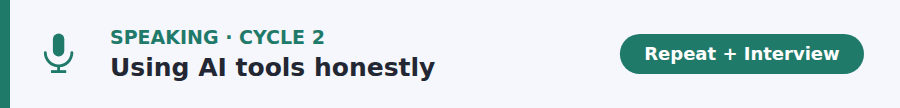 SPEAKING · CYCLE 2
Using AI tools honestly
Repeat + Interview